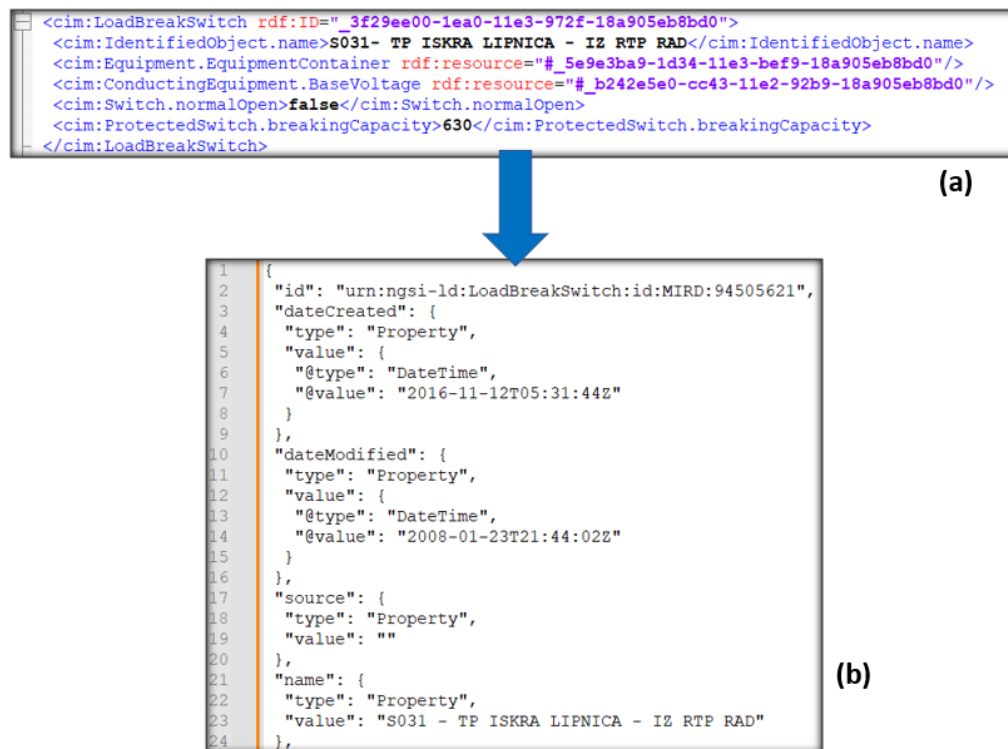 <cim:LoadBreakSwitch rdf:ID="_3f29ee00-1ea0-11e3-972f-18a905eb8bd0">
<cim:IdentifiedObject.name>S031- TP ISKRA LIPNICA - IZ RTP RAD</cim:IdentifiedObject.name>
<cim:Equipment.EquipmentContainer rdf:resource="#_5e9e3ba9-1d34-11e3-bef9-18a905eb8bd0"/>
<cim:ConductingEquipment.BaseVoltage rdf:resource="#_b242e5e0-cc43-11e2-92b9-18a905eb8bd0"/>
<cim:Switch.normalOpen>false</cim:Switch.normalOpen>
<cim:ProtectedSwitch.breakingCapacity>630</cim:ProtectedSwitch.breakingCapacity>
</cim:LoadBreakSwitch>
(a)
1 {
2 "id": "urn:ngsi-ld:LoadBreakSwitch:id:MIRD:94505621",
3 "dateCreated": {
4 "type": "Property",
5 "value": {
6 "@type": "DateTime",
7 "@value": "2016-11-12T05:31:44Z"
8 }
9 },
10 "dateModified": {
11 "type": "Property",
12 "value": {
13 "@type": "DateTime",
14 "@value": "2008-01-23T21:44:02Z"
15 }
16 },
17 "source": {
18 "type": "Property",
19 "value": ""
20 },
21 "name": {
22 "type": "Property",
23 "value": "S031 - TP ISKRA LIPNICA - IZ RTP RAD"
24 },
(b)